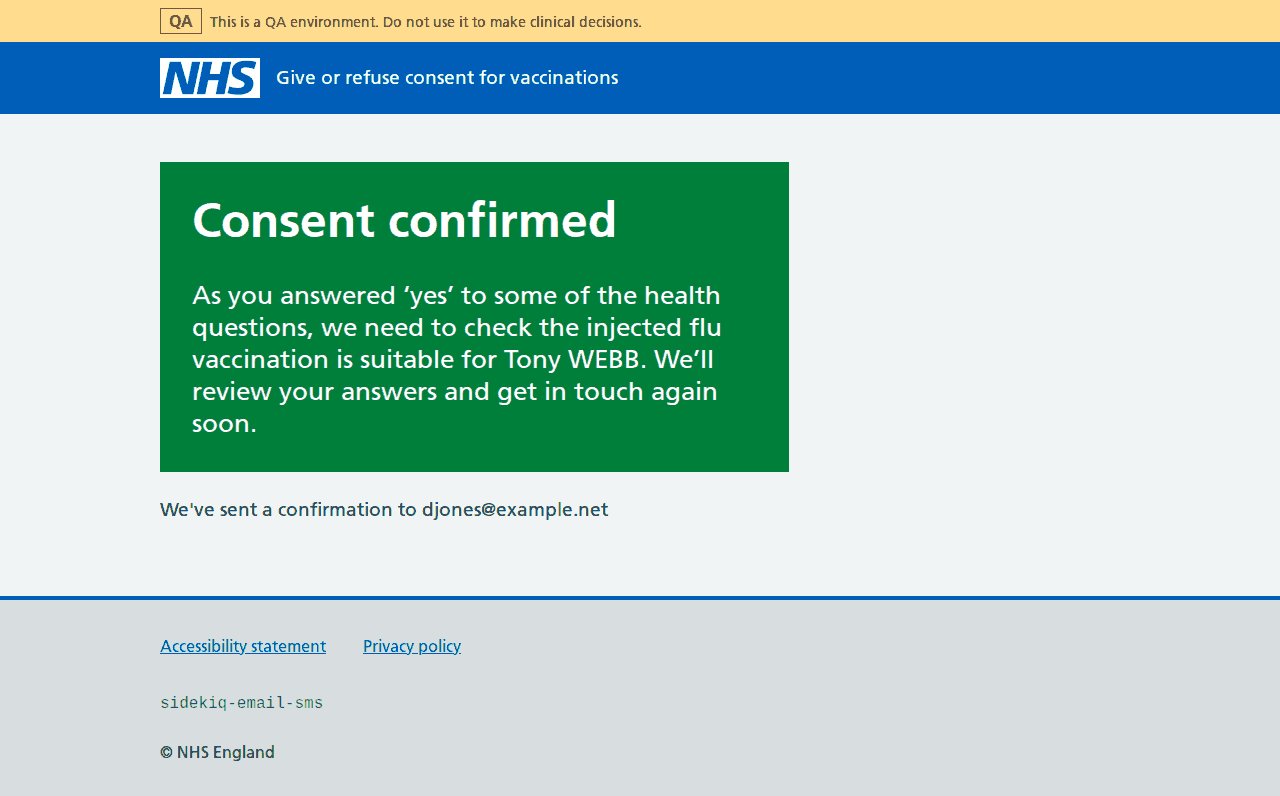 QA This is a QA environment. Do not use it to make clinical decisions.
NHS Give or refuse consent for vaccinations
Consent confirmed
As you answered ‘yes’ to some of the health
questions, we need to check the injected flu
vaccination is suitable for Tony WEBB. We’ll
review your answers and get in touch again
soon.
We've sent a confirmation to djones@example.net
Accessibility statement Privacy policy
sidekiq-email-sms
© NHS England